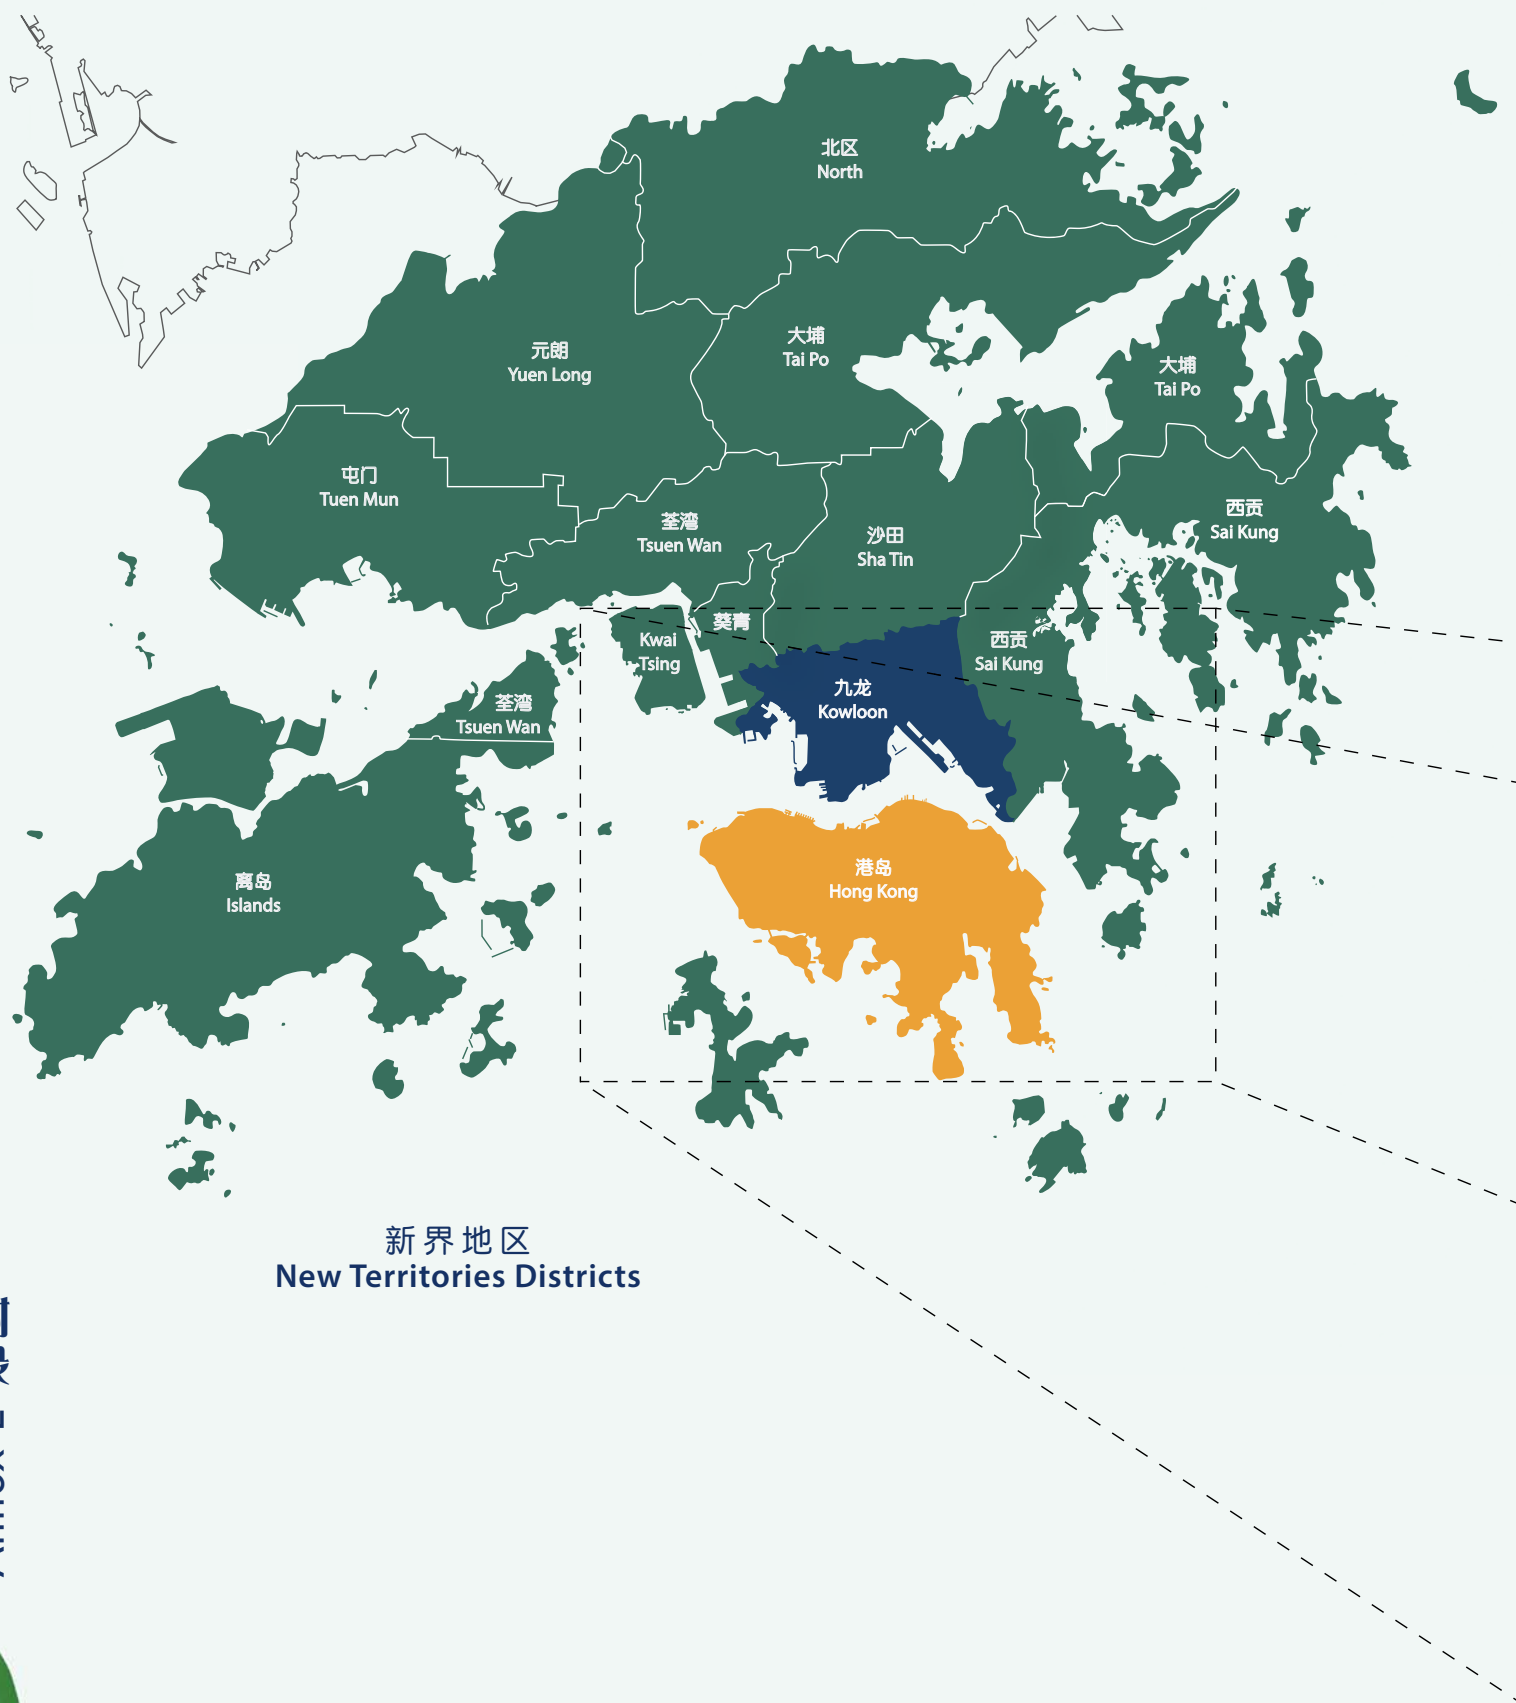 北区
North
大埔
Tai Po
元朗
Yuen Long
大埔
Tai Po
屯门
Tuen Mun
荃湾
Tsuen Wan
沙田
Sha Tin
西贡
Sai Kung
葵青
Kwai
Tsing
西贡
Sai Kung
九龙
Kowloon
荃湾
Tsuen Wan
离岛
Islands
港岛
Hong Kong
新界地区
New Territories Districts